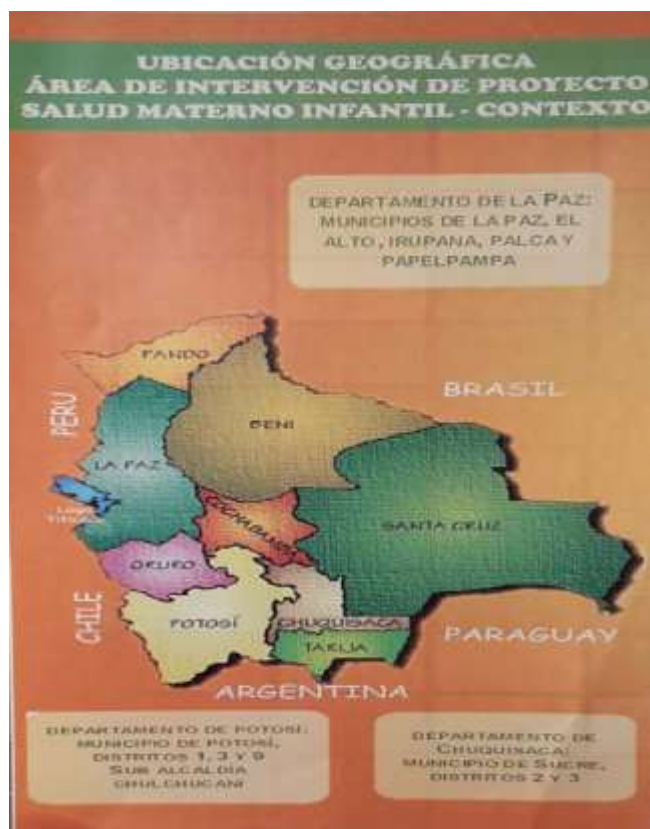 UBICACIÓN GEOGRÁFICA
ÁREA DE INTERVENCIÓN DE PROYECTO
SALUD MATERNO INFANTIL - CONTEXTO
DEPARTAMENTO DE LA PAZ:
MUNICIPIOS DE LA PAZ, EL
ALTO, IRUPANA, PALCA Y
PAPELPAMPA
PANDO
PERU
BRASIL
BENI
LA PAZ
Lago
Titicaca
COCHABAMBA
SANTA CRUZ
ORURO
CHILE
POTOSÍ
CHUQUISACA
PARAGUAY
TARIJA
ARGENTINA
DEPARTAMENTO DE POTOSÍ:
MUNICIPIO DE POTOSÍ,
DISTRITOS 1, 3 Y 9
SUB ALCALDÍA
CHULCHUCANI
DEPARTAMENTO DE
CHUQUISACA:
MUNICIPIO DE SUCRE,
DISTRITOS 2 Y 3